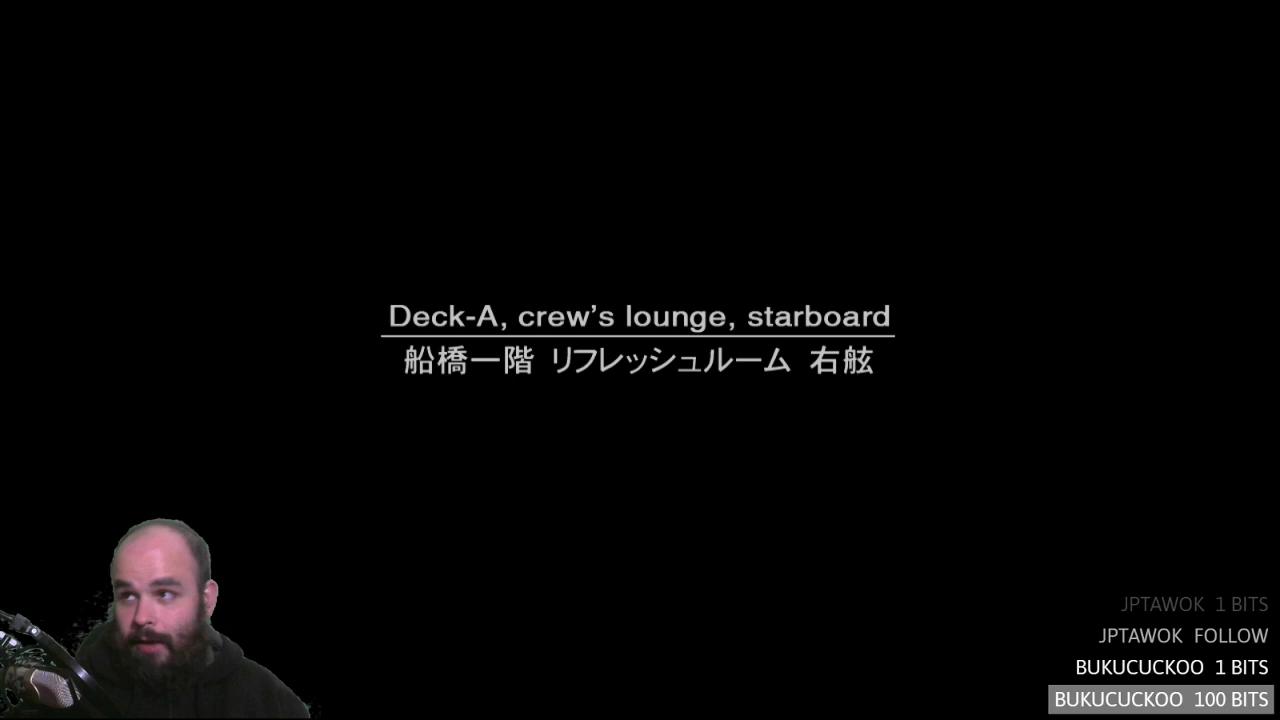 Deck-A, crew's lounge, starboard
船橋一階 リフレッシュルーム 右舷
JPTAWOK 1 BITS
JPTAWOK FOLLOW
BUKUCUCKOO 1 BITS
BUKUCUCKOO 100 BITS